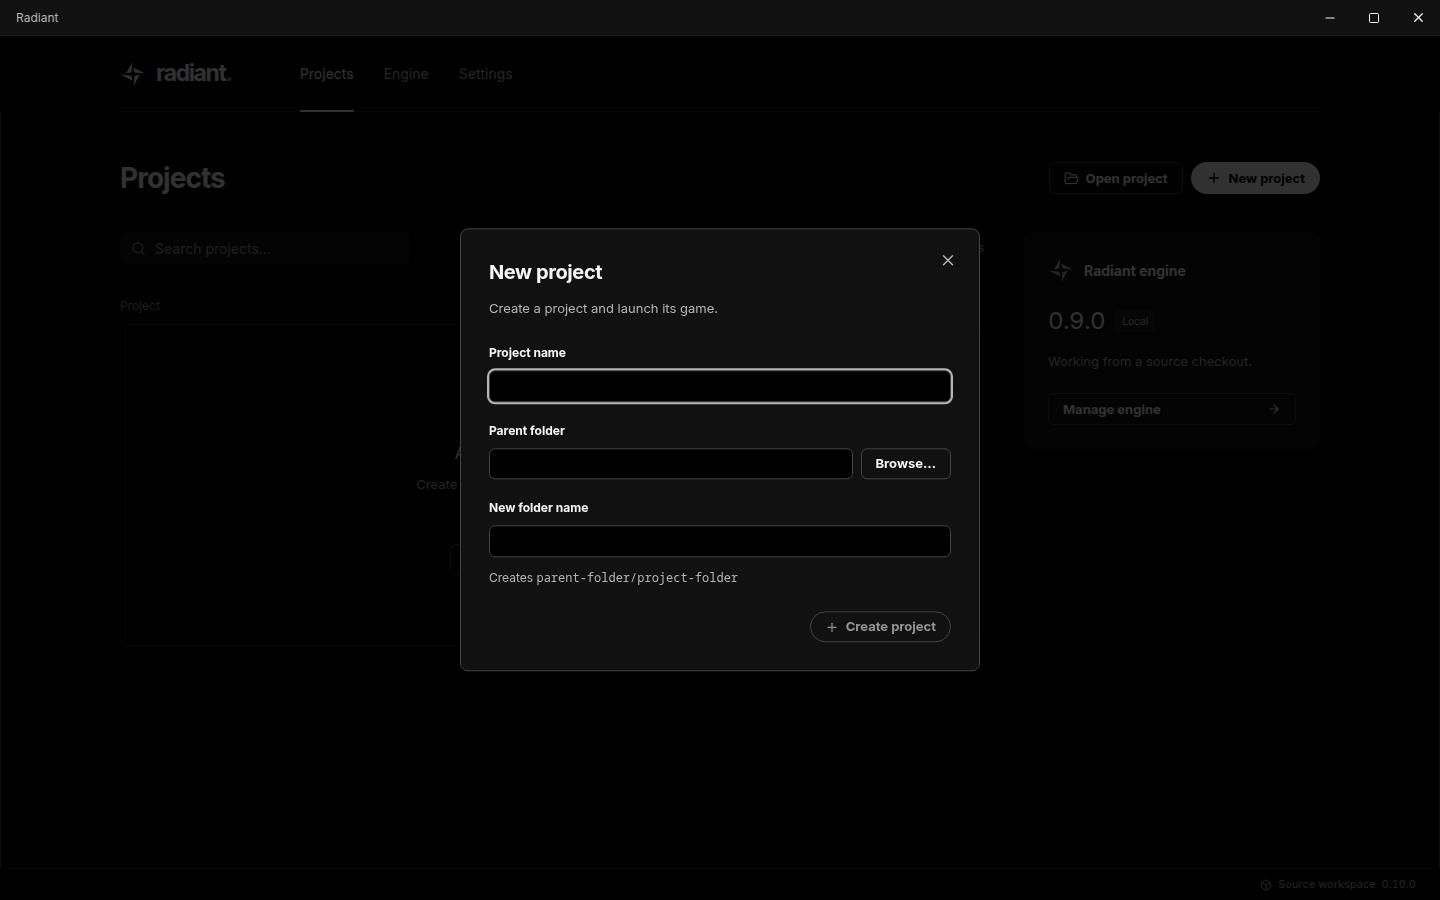 Radiant
radiant.
Projects
Engine
Settings
Projects
Open project
New project
Search projects...
Project
Create
New project
Create a project and launch its game.
Project name
Parent folder
Browse...
New folder name
Creates parent-folder/project-folder
Create project
Radiant engine
0.9.0
Local
Working from a source checkout.
Manage engine
Source workspace 0.10.0